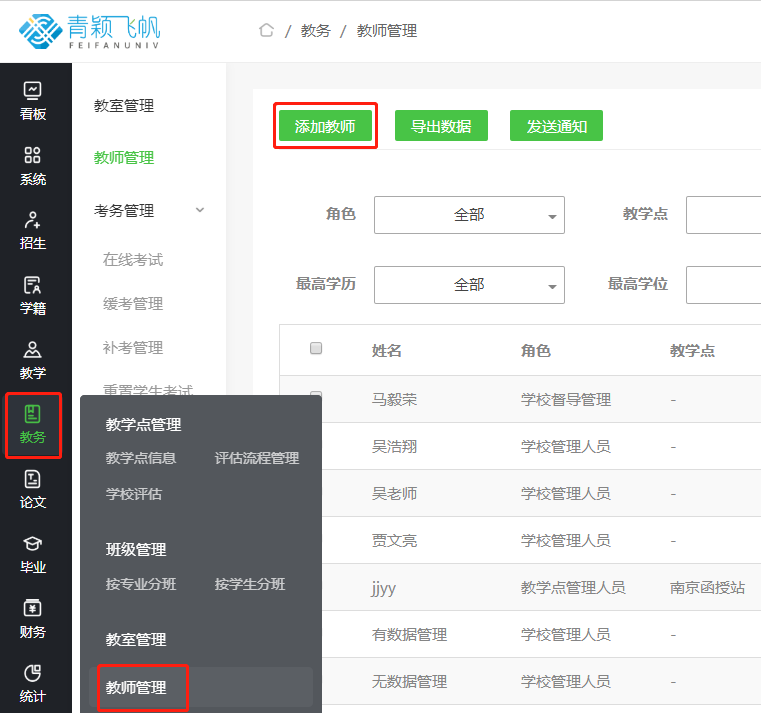 青颖飞帆
FEIFANUNIV
/ 教务 / 教师管理
看板
系统
招生
学籍
教学
教务
论文
毕业
财务
统计
教室管理
教师管理
考务管理
在线考试
缓考管理
补考管理
重置学生考试
教学点管理
教学点信息 评估流程管理
学校评估
班级管理
按专业分班 按学生分班
教室管理
教师管理
添加教师 导出数据 发送通知
角色 全部 教学点
最高学历 全部 最高学位
姓名 角色 教学点
马毅荣 学校督导管理 -
吴浩翔 学校管理人员 -
吴老师 学校管理人员 -
贾文亮 学校管理人员 -
jjyy 教学点管理人员 南京函授站
有数据管理 学校管理人员 -
无数据管理 学校管理人员 -